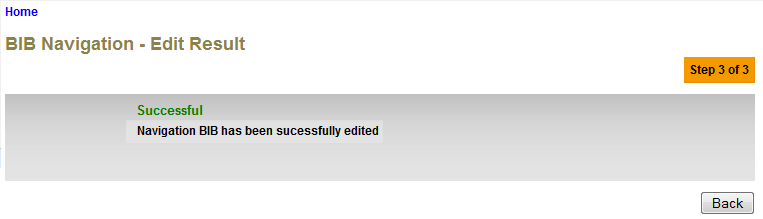 Home
BIB Navigation - Edit Result
Step 3 of 3
Successful
Navigation BIB has been sucessfully edited
Back